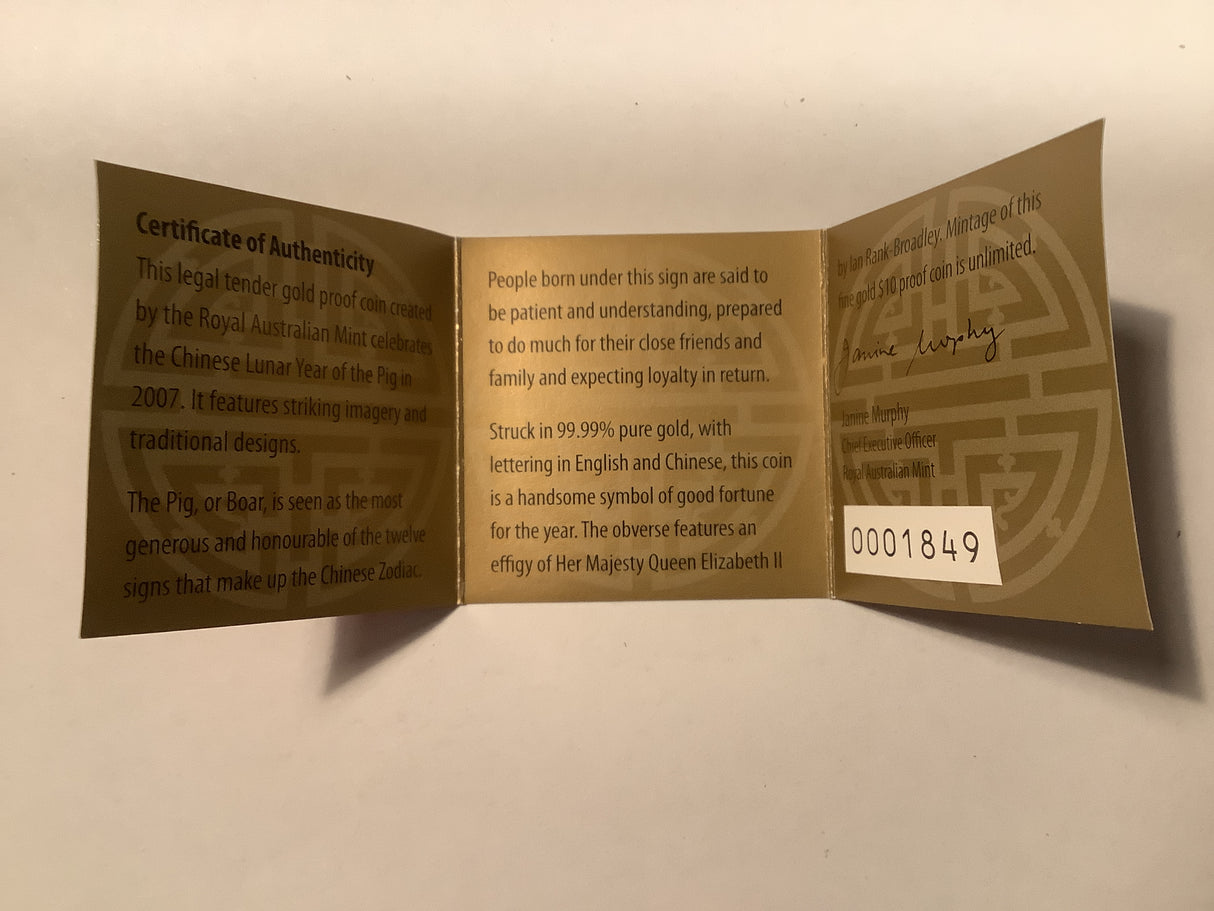 Certificate of Authenticity
This legal tender gold proof coin created
by the Royal Australian Mint celebrates
the Chinese Lunar Year of the Pig in
2007. It features striking imagery and
traditional designs.
The Pig, or Boar, is seen as the most
generous and honourable of the twelve
signs that make up the Chinese Zodiac.
People born under this sign are said to
be patient and understanding, prepared
to do much for their close friends and
family and expecting loyalty in return.
Struck in 99.99% pure gold, with
lettering in English and Chinese, this coin
is a handsome symbol of good fortune
for the year. The obverse features an
effigy of Her Majesty Queen Elizabeth II
by Ian Rank-Broadley. Mintage of this
fine gold $10 proof coin is unlimited.
Janine Murphy
Janine Murphy
Chief Executive Officer
Royal Australian Mint
0001849